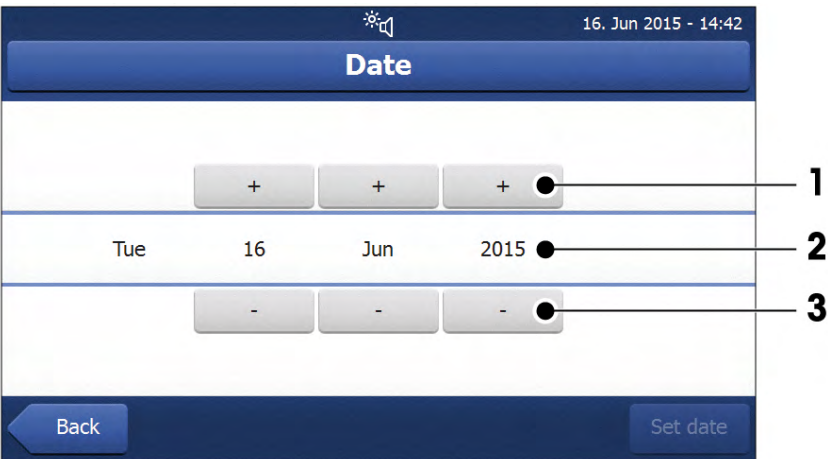 16. Jun 2015 - 14:42
Date
+ + + 1
Tue 16 Jun 2015 2
- - - 3
Back Set date